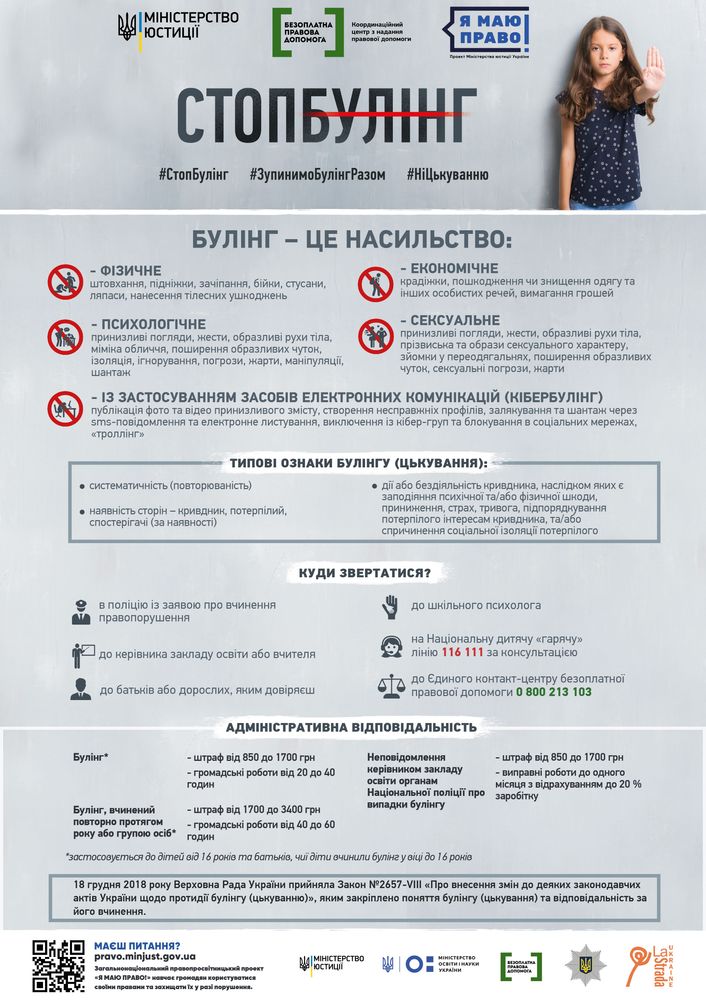 МІНІСТЕРСТВО
ЮСТИЦІЇ
БЕЗОПЛАТНА
ПРАВОВА
ДОПОМОГА
Координаційний
центр з надання
правової допомоги
Я МАЮ
ПРАВО!
Проект Міністерства юстиції України
СТОПБУЛІНГ
#СтопБулінг #ЗупинимоБулінгРазом #НіЦькуванню
БУЛІНГ – ЦЕ НАСИЛЬСТВО:
- ФІЗИЧНЕ
штовхання, підніжки, зачіпання, бійки, стусани,
ляпаси, нанесення тілесних ушкоджень
- ЕКОНОМІЧНЕ
крадіжки, пошкодження чи знищення одягу та
інших особистих речей, вимагання грошей
- ПСИХОЛОГІЧНЕ
принизливі погляди, жести, образливі рухи тіла,
міміка обличчя, поширення образливих чуток,
ізоляція, ігнорування, погрози, жарти, маніпуляції,
шантаж
- СЕКСУАЛЬНЕ
принизливі погляди, жести, образливі рухи тіла,
прізвиська та образи сексуального характеру,
зйомки у переодягальнях, поширення образливих
чуток, сексуальні погрози, жарти
- ІЗ ЗАСТОСУВАННЯМ ЗАСОБІВ ЕЛЕКТРОННИХ КОМУНІКАЦІЙ (КІБЕРБУЛІНГ)
публікація фото та відео принизливого змісту, створення несправжніх профілів, залякування та шантаж через
sms-повідомлення та електронне листування, виключення із кібер-груп та блокування в соціальних мережах,
«троллінг»
ТИПОВІ ОЗНАКИ БУЛІНГУ (ЦЬКУВАННЯ):
● систематичність (повторюваність)
● наявність сторін – кривдник, потерпілий,
спостерігачі (за наявності)
● дії або бездіяльність кривдника, наслідком яких є
заподіяння психічної та/або фізичної шкоди,
приниження, страх, тривога, підпорядкування
потерпілого інтересам кривдника, та/або
спричинення соціальної ізоляції потерпілого
КУДИ ЗВЕРТАТИСЯ?
в поліцію із заявою про вчинення
правопорушення
до керівника закладу освіти або вчителя
до батьків або дорослих, яким довіряєш
до шкільного психолога
на Національну дитячу «гарячу»
лінію 116 111 за консультацією
до Єдиного контакт-центру безоплатної
правової допомоги 0 800 213 103
АДМІНІСТРАТИВНА ВІДПОВІДАЛЬНІСТЬ
Булінг*
- штраф від 850 до 1700 грн
- громадські роботи від 20 до 40
годин
Булінг, вчинений
повторно протягом
року або групою осіб*
- штраф від 1700 до 3400 грн
- громадські роботи від 40 до 60
годин
Неповідомлення
керівником закладу
освіти органам
Національної поліції про
випадки булінгу
- штраф від 850 до 1700 грн
- виправні роботи до одного
місяця з відрахуванням до 20 %
заробітку
*застосовується до дітей від 16 років та батьків, чиї діти вчинили булінг у віці до 16 років
18 грудня 2018 року Верховна Рада України прийняла Закон №2657-VIII «Про внесення змін до деяких законодавчих
актів України щодо протидії булінгу (цькуванню)», яким закріплено поняття булінгу (цькування) та відповідальність за
його вчинення.
МАЄШ ПИТАННЯ?
pravo.minjust.gov.ua
Загальнонаціональний правопросвітницький проект
«Я МАЮ ПРАВО!» навчає громадян користуватися
своїми правами та захищати їх у разі порушення.
МІНІСТЕРСТВО
ЮСТИЦІЇ
МІНІСТЕРСТВО
ОСВІТИ І НАУКИ
УКРАЇНИ
БЕЗОПЛАТНА
ПРАВОВА
ДОПОМОГА
La Strada
UKRAINE